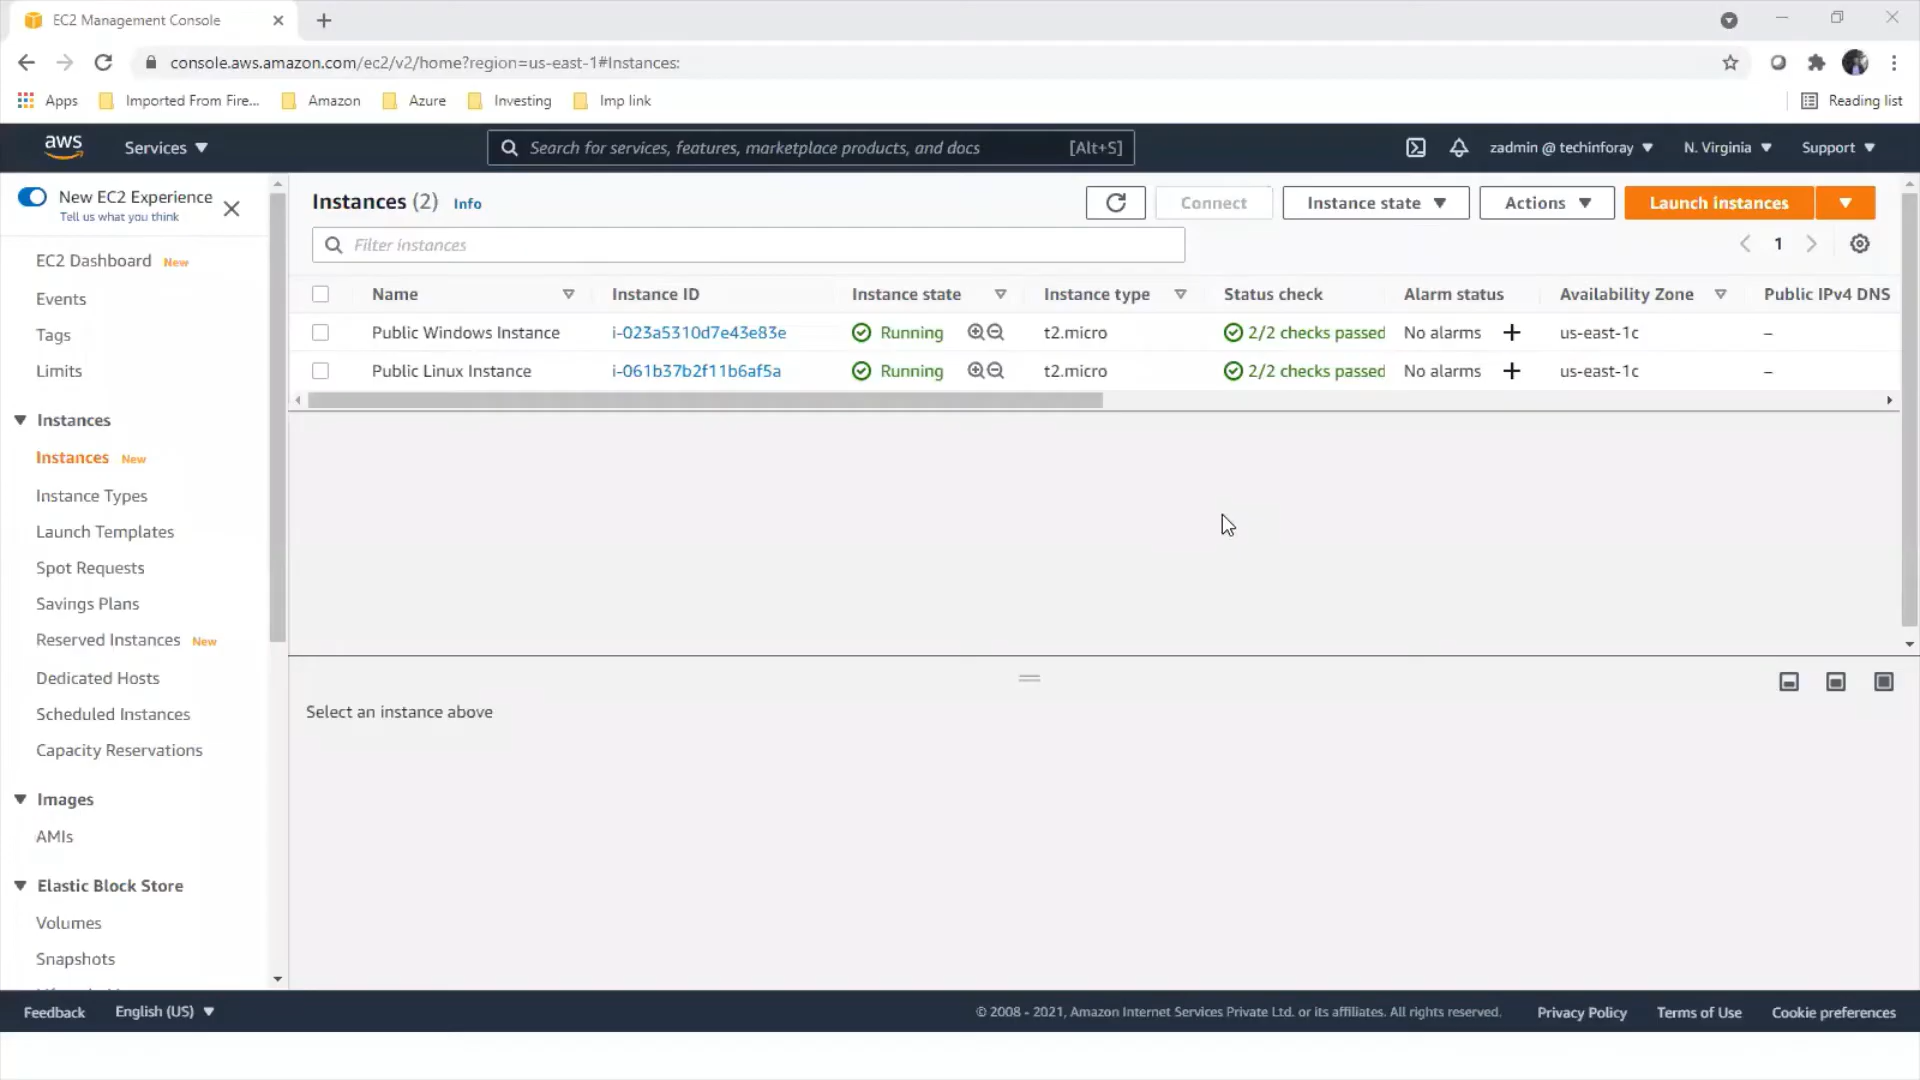 EC2 Management Console
console.aws.amazon.com/ec2/v2/home?region=us-east-1#Instances:
Apps Imported From Fire... Amazon Azure Investing Imp link Reading list
aws Services Search for services, features, marketplace products, and docs [Alt+S] zadmin @ techinforay N. Virginia Support
New EC2 Experience
Tell us what you think
EC2 Dashboard New
Events
Tags
Limits
Instances
Instances New
Instance Types
Launch Templates
Spot Requests
Savings Plans
Reserved Instances New
Dedicated Hosts
Scheduled Instances
Capacity Reservations
Images
AMIs
Elastic Block Store
Volumes
Snapshots
Instances (2) Info Connect Instance state Actions Launch instances
Filter instances 1
Name Instance ID Instance state Instance type Status check Alarm status Availability Zone Public IPv4 DNS
Public Windows Instance i-023a5310d7e43e83e Running t2.micro 2/2 checks passed No alarms + us-east-1c –
Public Linux Instance i-061b37b2f11b6af5a Running t2.micro 2/2 checks passed No alarms + us-east-1c –
Select an instance above
Feedback English (US) © 2008 - 2021, Amazon Internet Services Private Ltd. or its affiliates. All rights reserved. Privacy Policy Terms of Use Cookie preferences